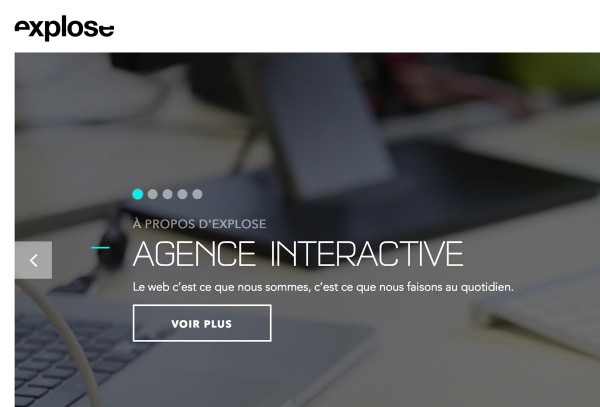 explose
À PROPOS D'EXPLOSE
AGENCE INTERACTIVE
Le web c'est ce que nous sommes, c'est ce que nous faisons au quotidien.
VOIR PLUS